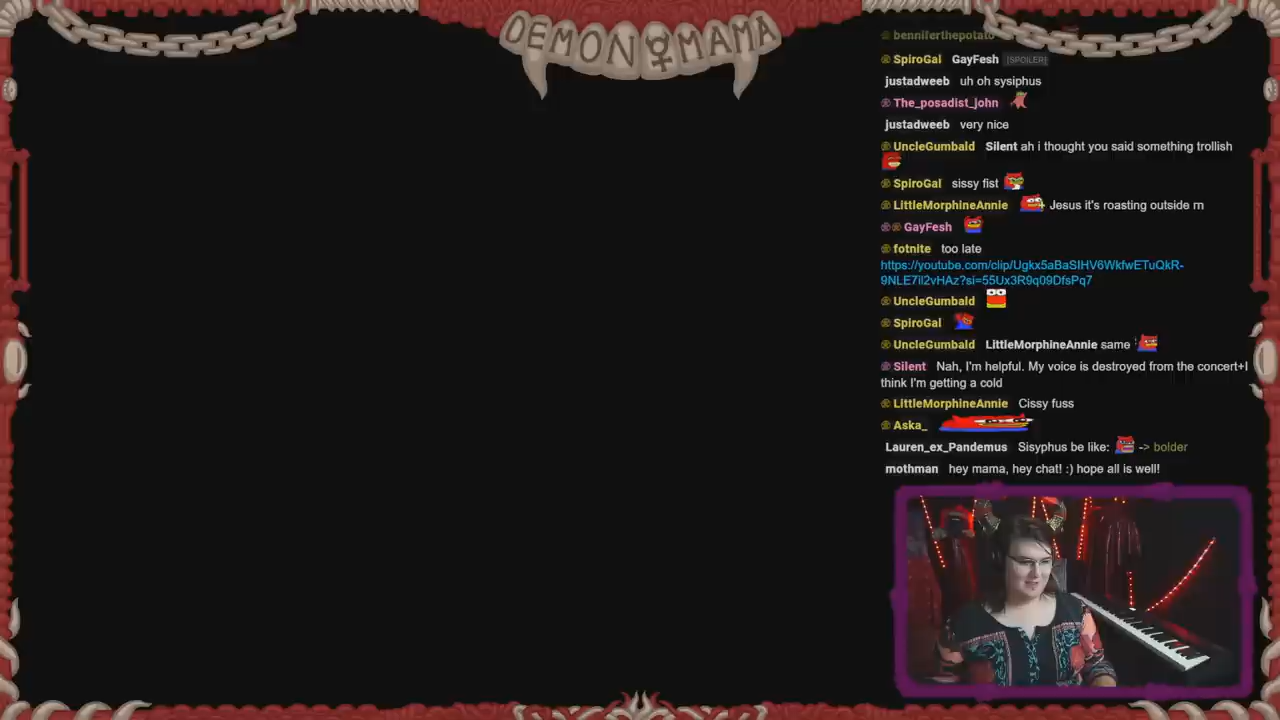 DEMON MAMA
benniferthepotato
SpiroGal GayFesh [SPOILER]
justadweeb uh oh sysiphus
The_posadist_john
justadweeb very nice
UncleGumbald Silent ah i thought you said something trollish
SpiroGal sissy fist
LittleMorphineAnnie Jesus it's roasting outside rn
GayFesh
fotnite too late
https://youtube.com/clip/Ugkx5aBaSIHV6WkfwETuQkR-
9NLE7il2vHAz?si=55Ux3R9q09DfsPq7
UncleGumbald
SpiroGal
UncleGumbald LittleMorphineAnnie same
Silent Nah, I'm helpful. My voice is destroyed from the concert+I
think I'm getting a cold
LittleMorphineAnnie Cissy fuss
Aska_
Lauren_ex_Pandemus Sisyphus be like: -> bolder
mothman hey mama, hey chat! :) hope all is well!